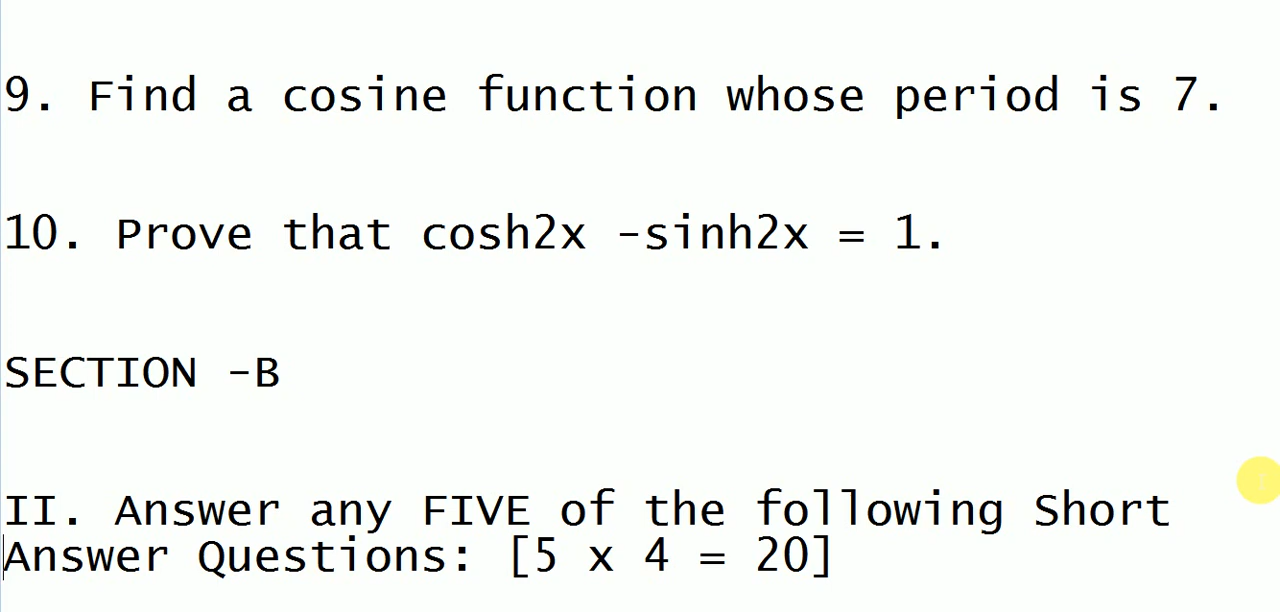 9. Find a cosine function whose period is 7.
10. Prove that cosh2x -sinh2x = 1.
SECTION -B
II. Answer any FIVE of the following Short
Answer Questions: [5 x 4 = 20]